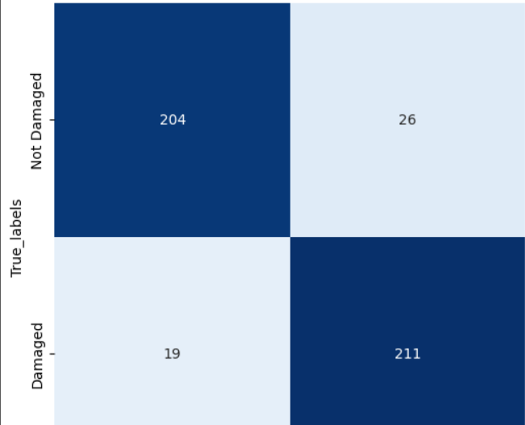 Not Damaged
204
26
True_labels
Damaged
19
211